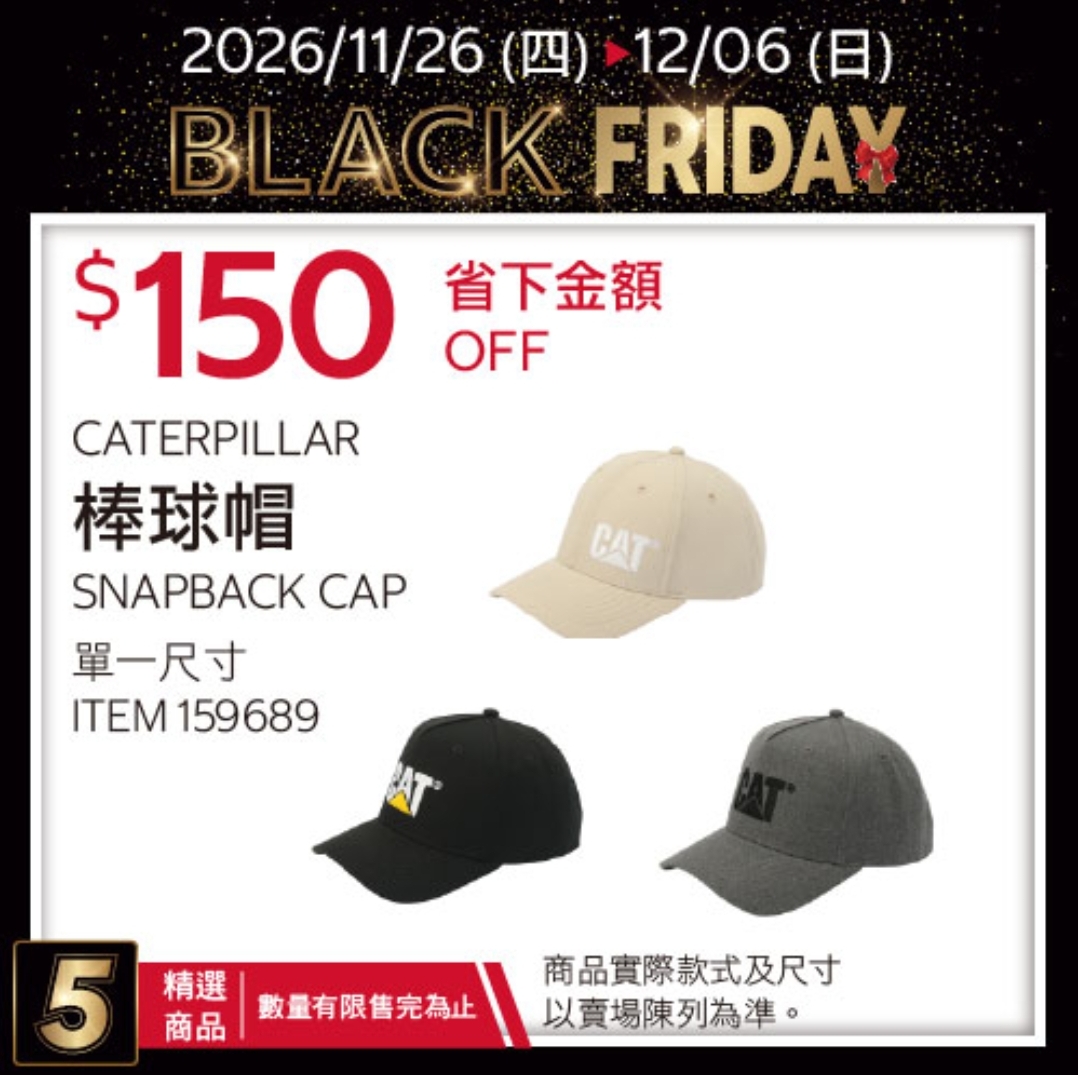 2026/11/26 (四)▶12/06 (日)
BLACK FRIDAY
$150
省下金額
OFF
CATERPILLAR
棒球帽
SNAPBACK CAP
單一尺寸
ITEM 159689
CAT
CAT®
CAT®
5
精選
商品
數量有限售完為止
商品實際款式及尺寸
以賣場陳列為準。